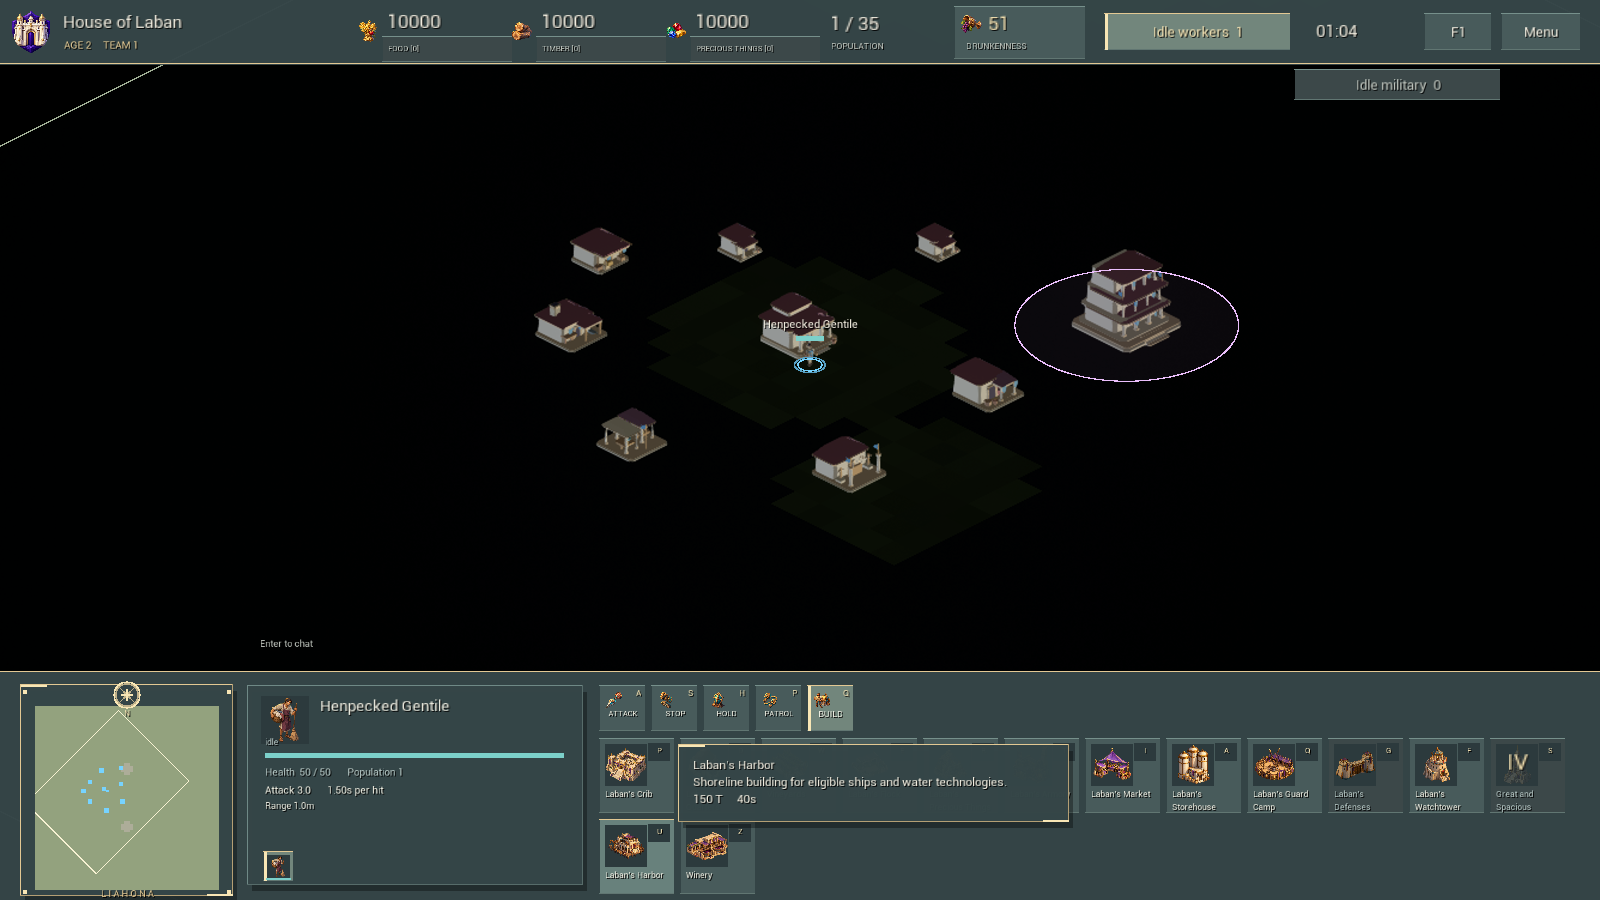 House of Laban
AGE 2 TEAM 1
10000
FOOD [0]
10000
TIMBER [0]
10000
PRECIOUS THINGS [0]
1 / 35
POPULATION
51
DRUNKENNESS
Idle workers 1
01:04
F1
Menu
Idle military 0
Henpecked Gentile
Enter to chat
N
LIAHONA
Henpecked Gentile
idle
Health 50 / 50 Population 1
Attack 3.0 1.50s per hit
Range 1.0m
A
ATTACK
S
STOP
H
HOLD
P
PATROL
Q
BUILD
P
Laban's Crib
Laban's Harbor
Shoreline building for eligible ships and water technologies.
150 T 40s
I
Laban's Market
A
Laban's
Storehouse
O
Laban's Guard
Camp
G
Laban's
Defenses
F
Laban's
Watchtower
IV
S
Great and
Spacious
U
Laban's Harbor
Z
Winery